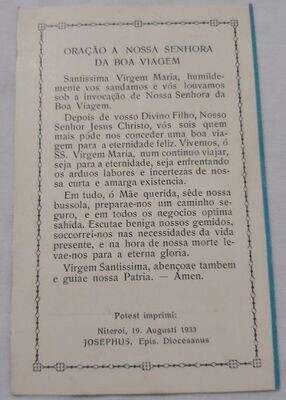 ORAÇÃO A NOSSA SENHORA
DA BOA VIAGEM
Santissima Virgem Maria, humilde-
mente vos sandamos e vós louvamos
sob a invocação de Nossa Senhora da
Boa Viagem.
Depois de vosso Divino Filho, Nosso
Senhor Jesus Christo, vós sois quem
mais póde nos conceder uma boa via-
gem para a eternidade feliz. Vivemos, ó
SS. Virgem Maria, num continuo viajar,
seja para a eternidade, seja enfrentando
os arduos labores e incertezas de nos-
sa curta e amarga existencia.
Em tudo, ó Mãe querida, sêde nossa
bussola, preparae-nos um caminho se-
guro, e em todos os negocios optima
sahida. Escutae beniga nossos gemidos,
soccorrei-nos nas necessidades da vida
presente, e na hora de nossa morte le-
vae-nos para a eterna gloria.
Virgem Santissima, abençoae tambem
e guiae nossa Patria. — Amen.
Potest imprimi:
Niteroi, 19. Augusti 1933
JOSEPHUS, Epis. Diocesanus